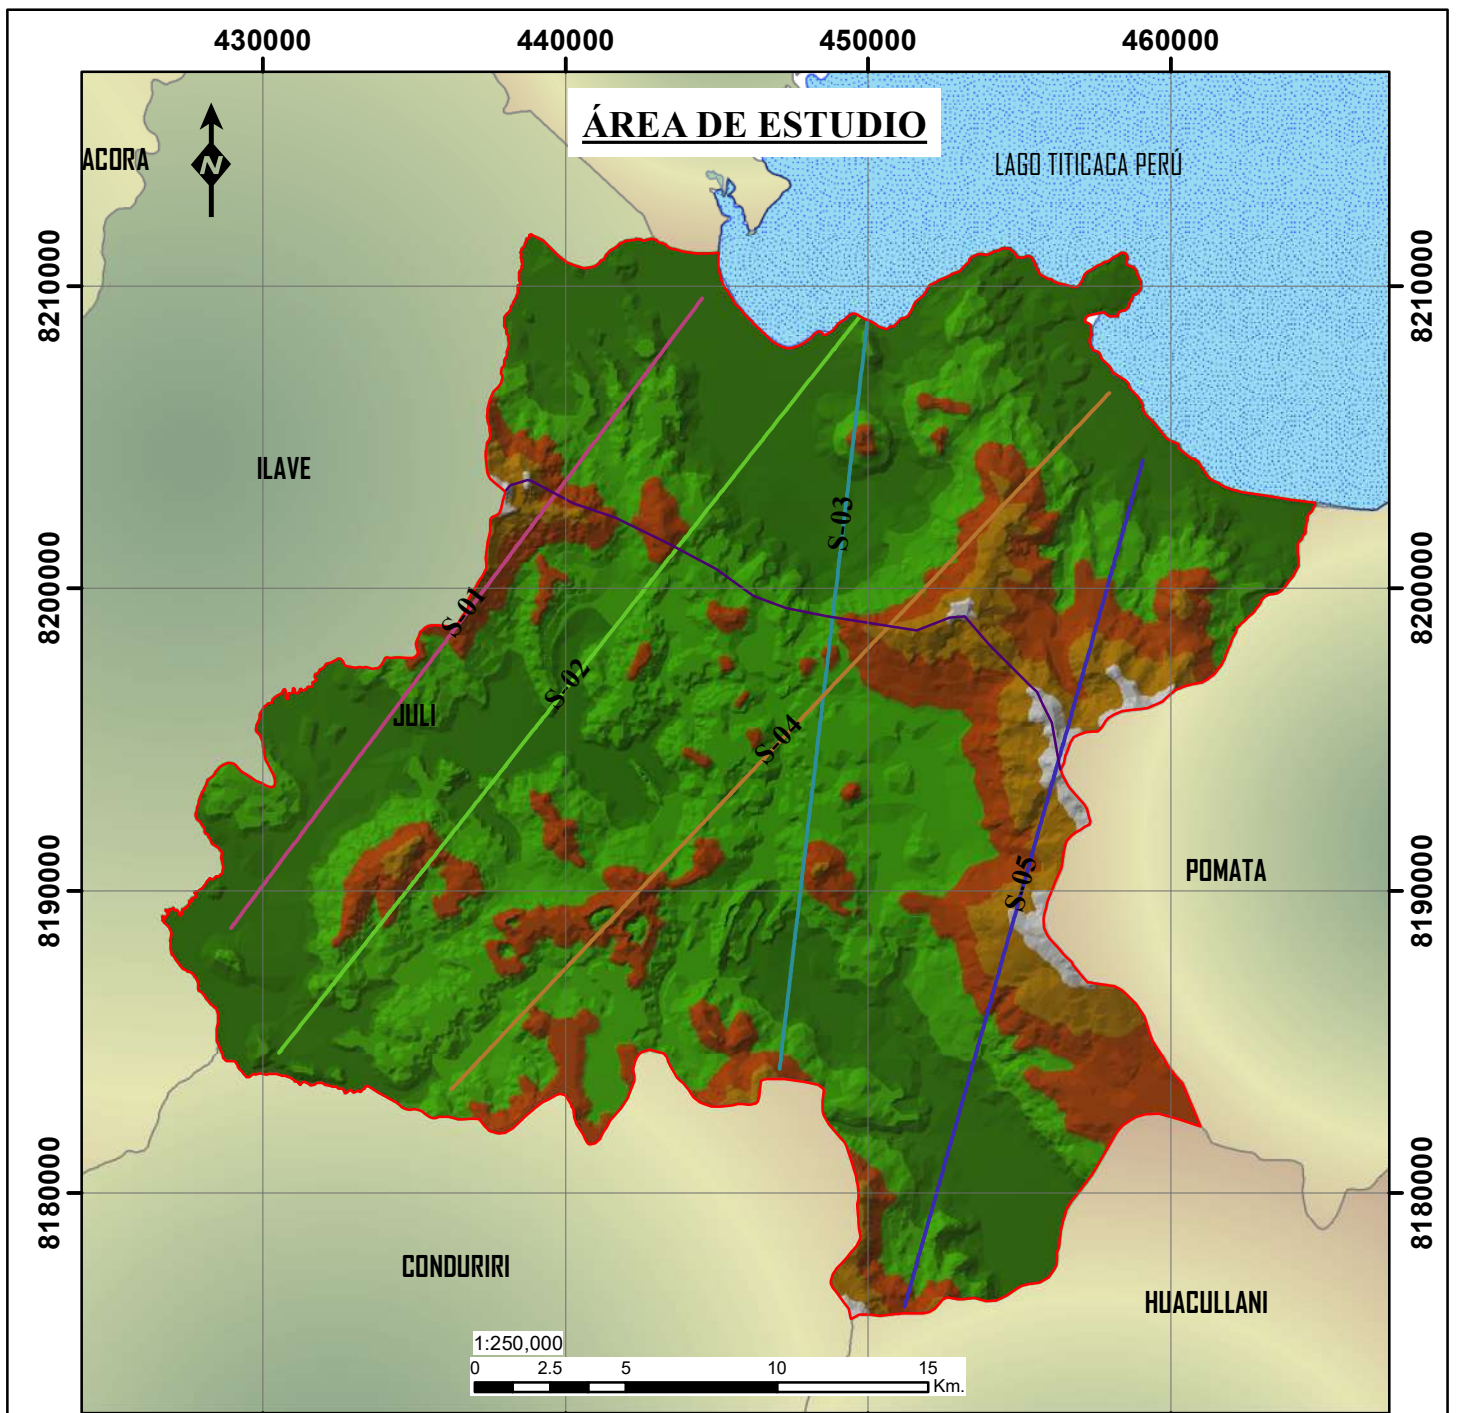 430000 440000 450000 460000
ÁREA DE ESTUDIO
ACORA
N
LAGO TITICACA PERÚ
8210000 8210000
ILAVE
S-03
8200000 8200000
S-01
S-02
JULI
S-04
POMATA
S-05
8190000 8190000
8180000 8180000
CONDURIRI
HUACULLANI
1:250,000
0 2.5 5 10 15
Km.